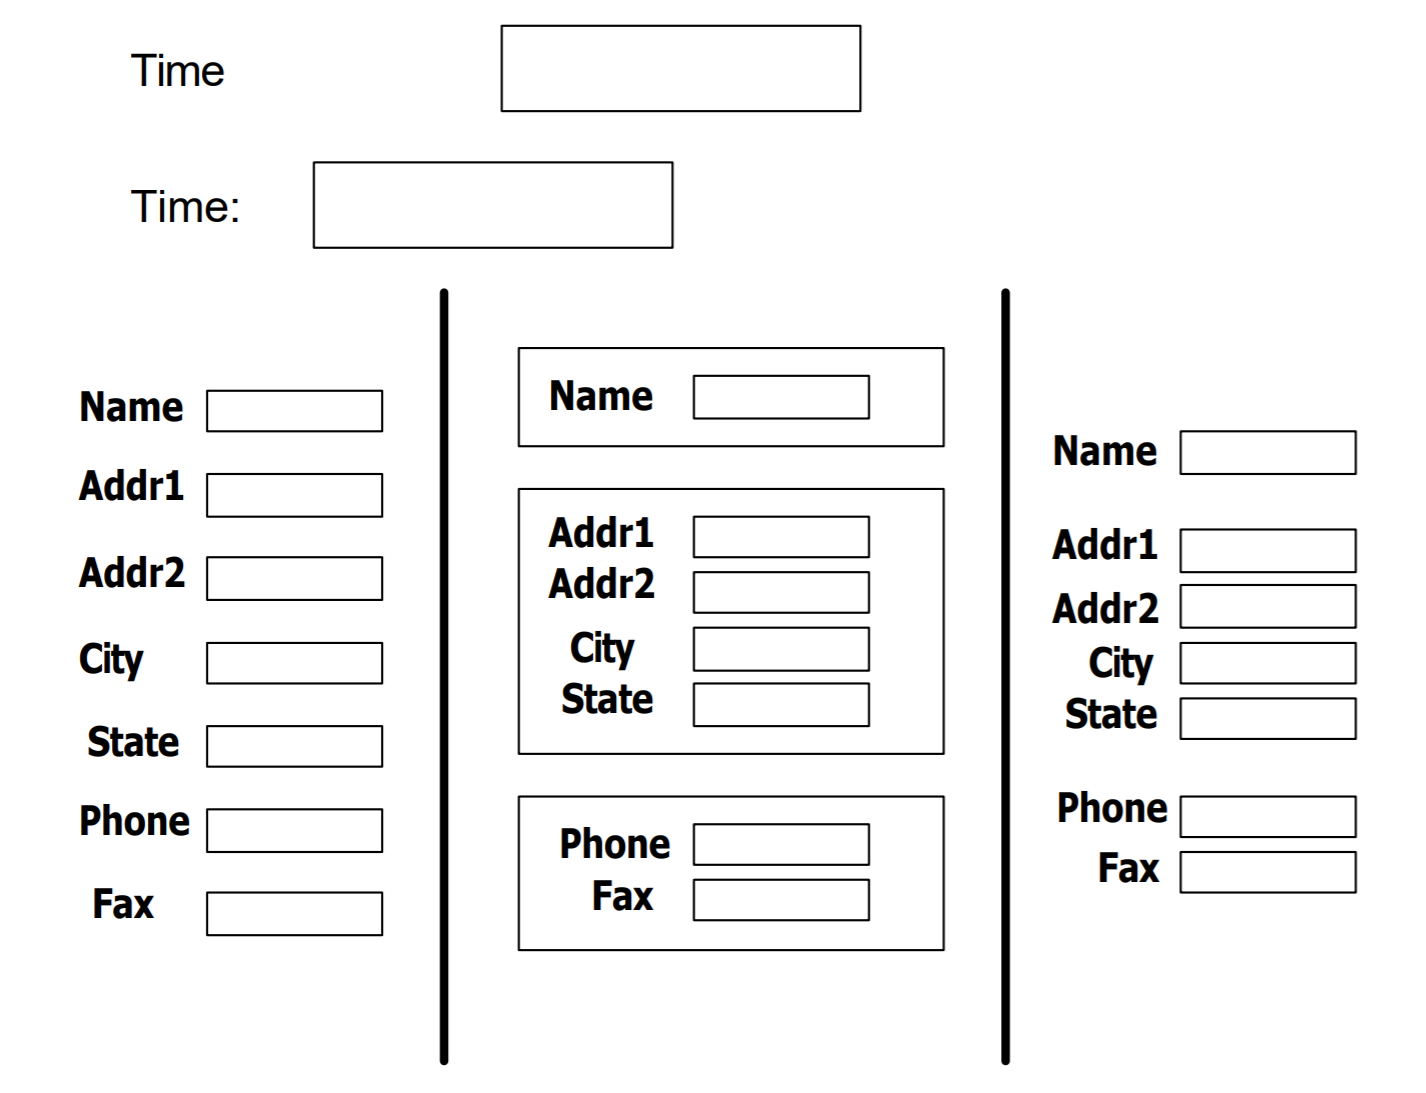 Time
Time:
Name
Addr1
Addr2
City
State
Phone
Fax
Name
Addr1
Addr2
City
State
Phone
Fax
Name
Addr1
Addr2
City
State
Phone
Fax